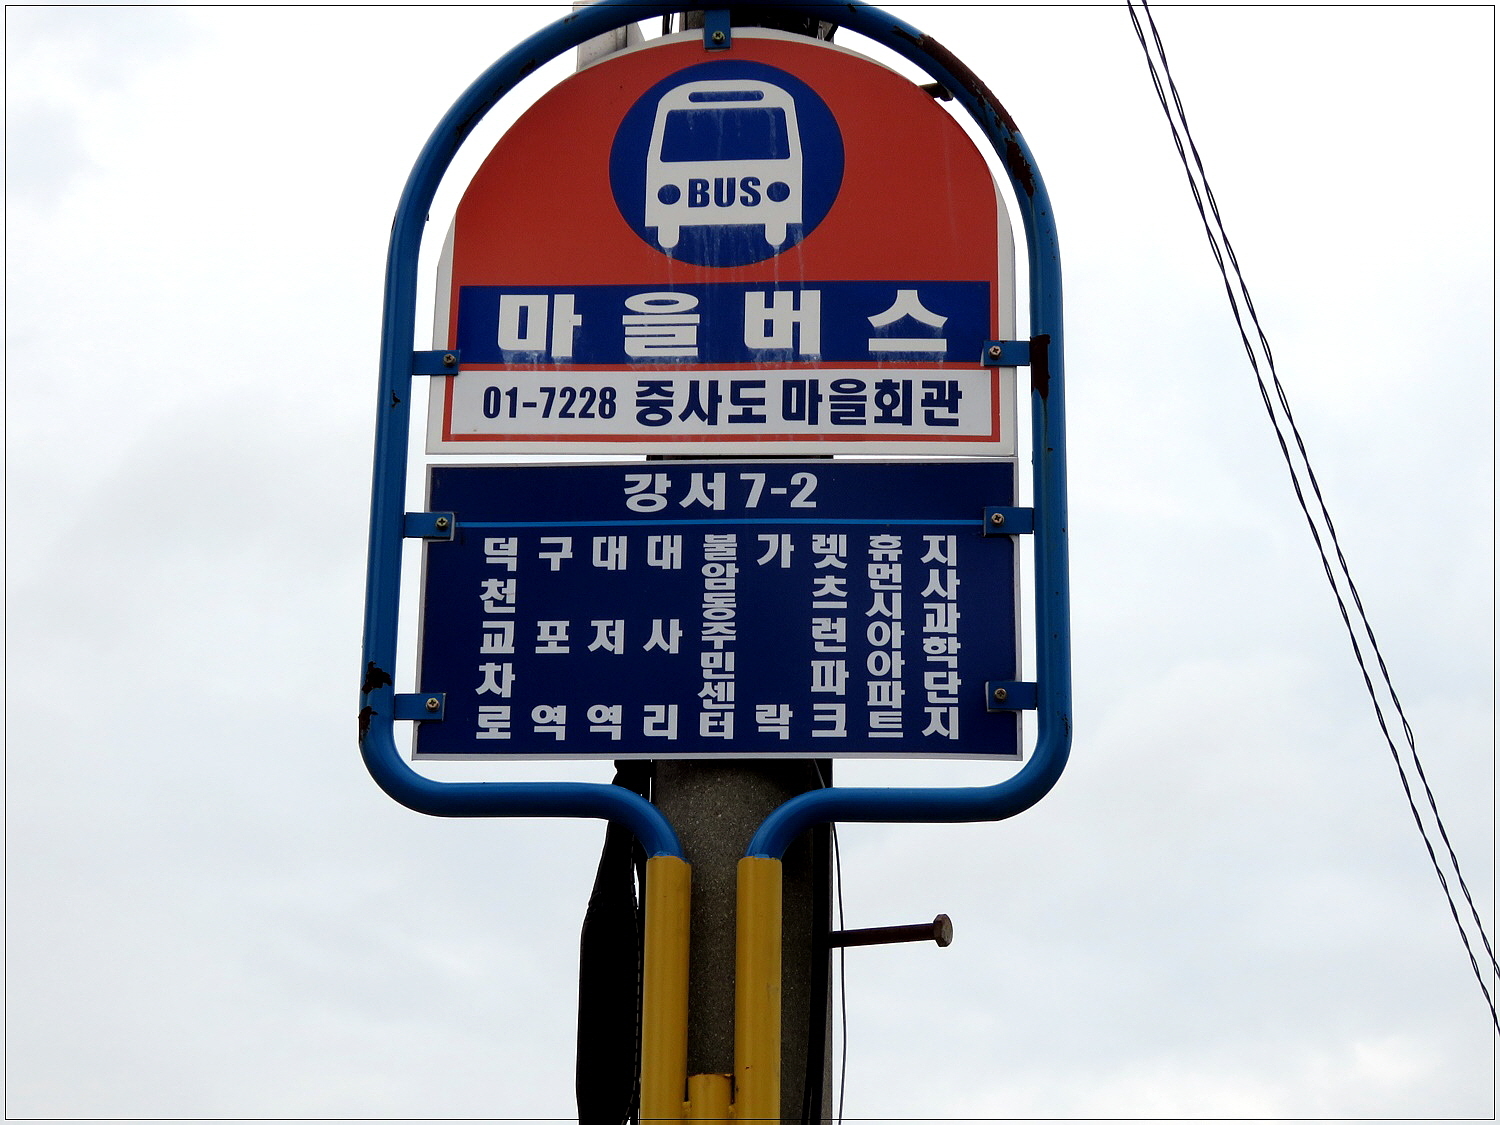 BUS
마을버스
01-7228 중사도마을회관
강서7-2
덕천교차로
구포역
대저역
대사리
불암동주민센터
가락
렛츠런파크
휴먼시아아파트
지사과학단지